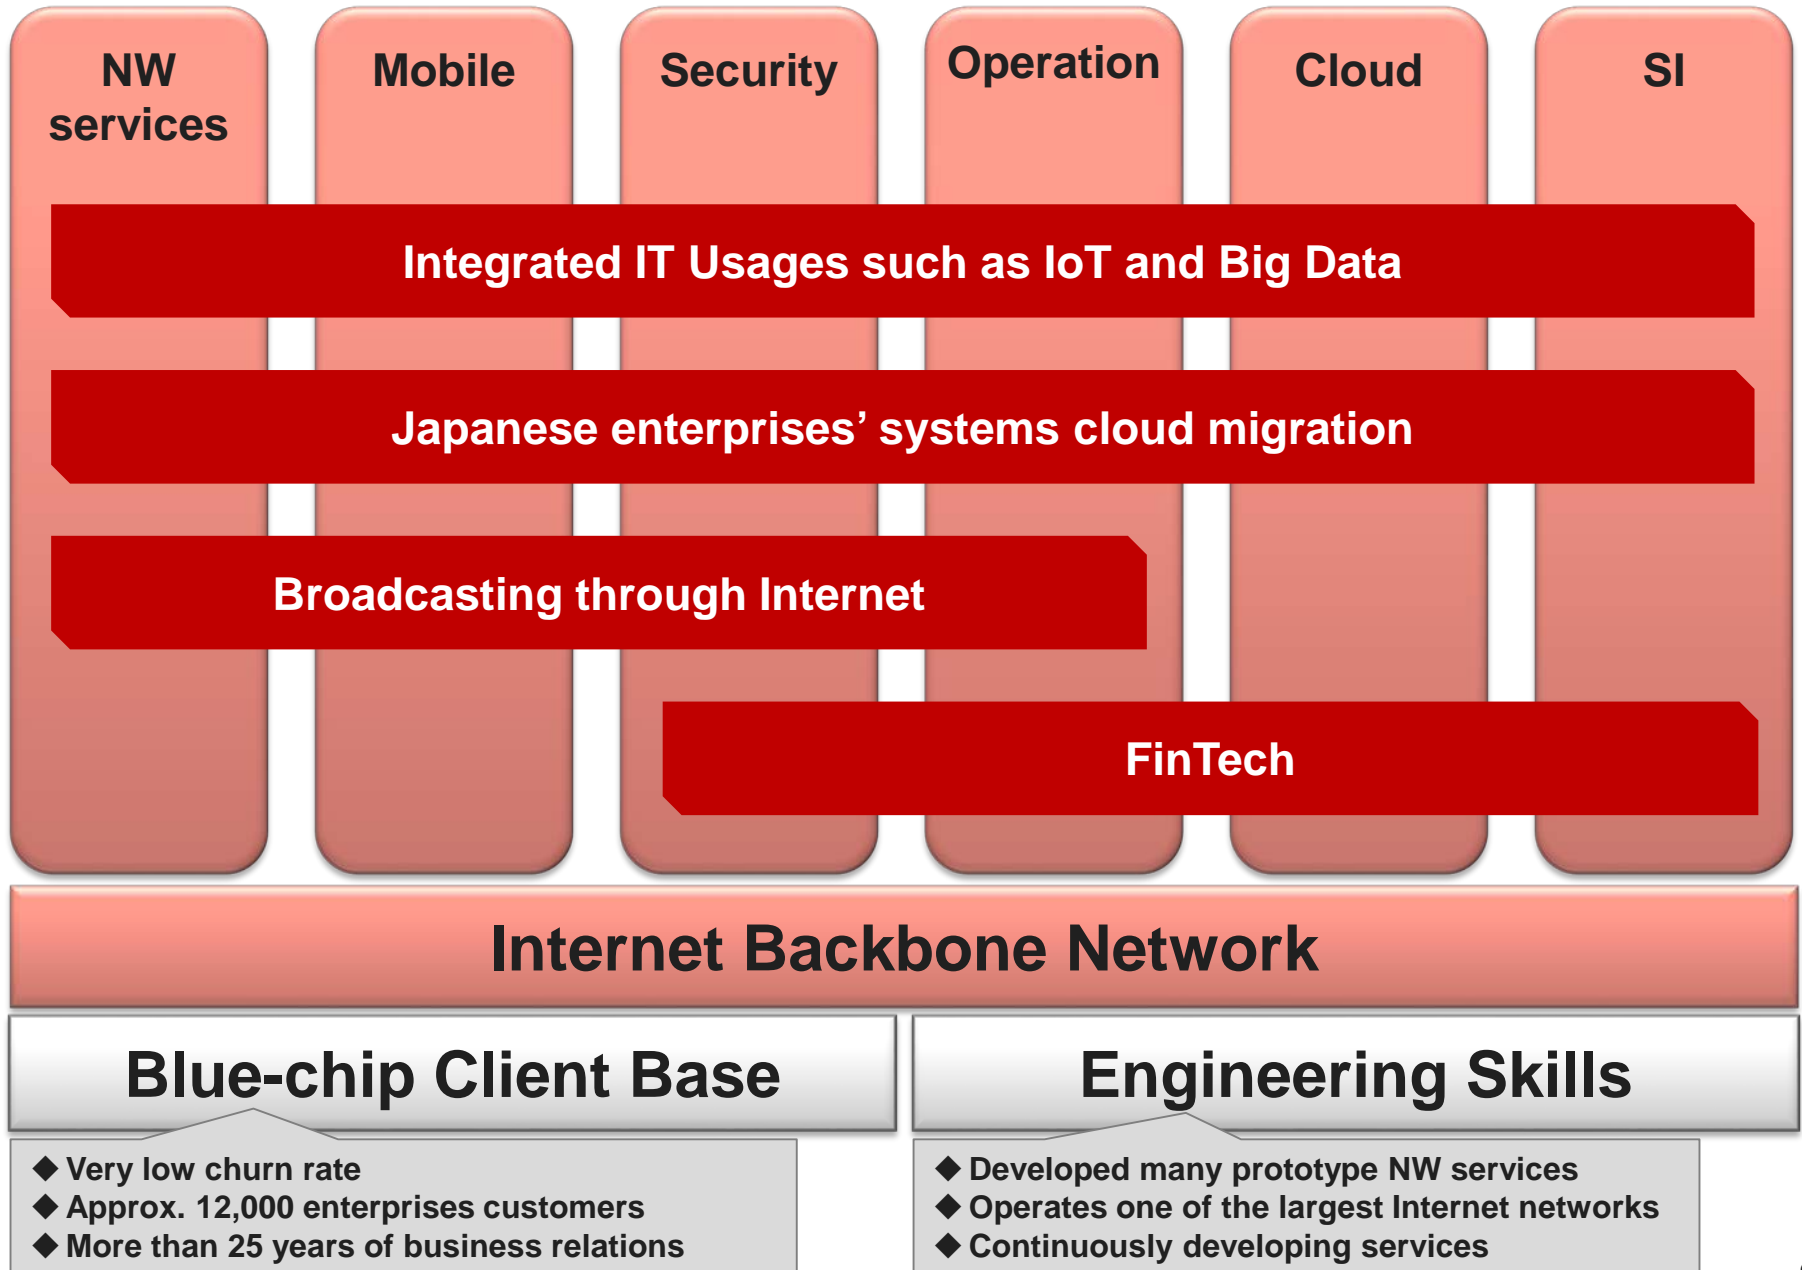 NW
services
Mobile
Security
Operation
Cloud
SI
Integrated IT Usages such as IoT and Big Data
Japanese enterprises’ systems cloud migration
Broadcasting through Internet
FinTech
Internet Backbone Network
Blue-chip Client Base
Engineering Skills
◆ Very low churn rate
◆ Approx. 12,000 enterprises customers
◆ More than 25 years of business relations
◆ Developed many prototype NW services
◆ Operates one of the largest Internet networks
◆ Continuously developing services